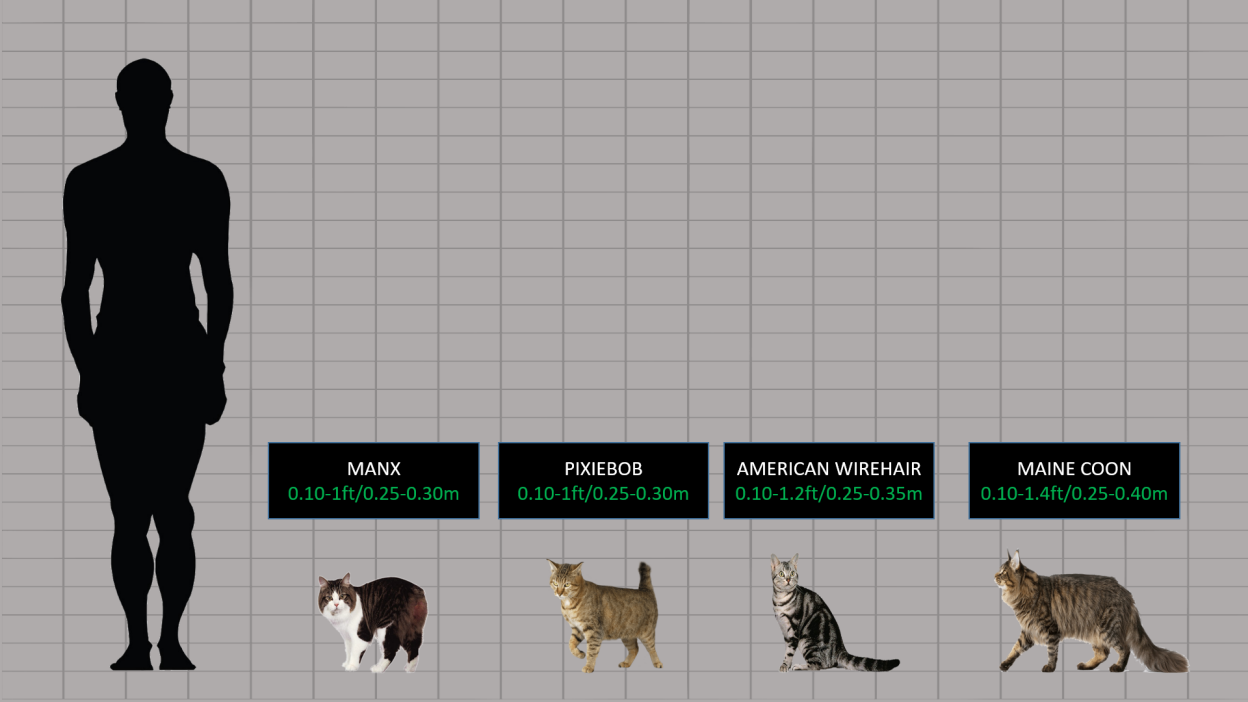 MANX
0.10-1ft/0.25-0.30m
PIXIEBOB
0.10-1ft/0.25-0.30m
AMERICAN WIREHAIR
0.10-1.2ft/0.25-0.35m
MAINE COON
0.10-1.4ft/0.25-0.40m